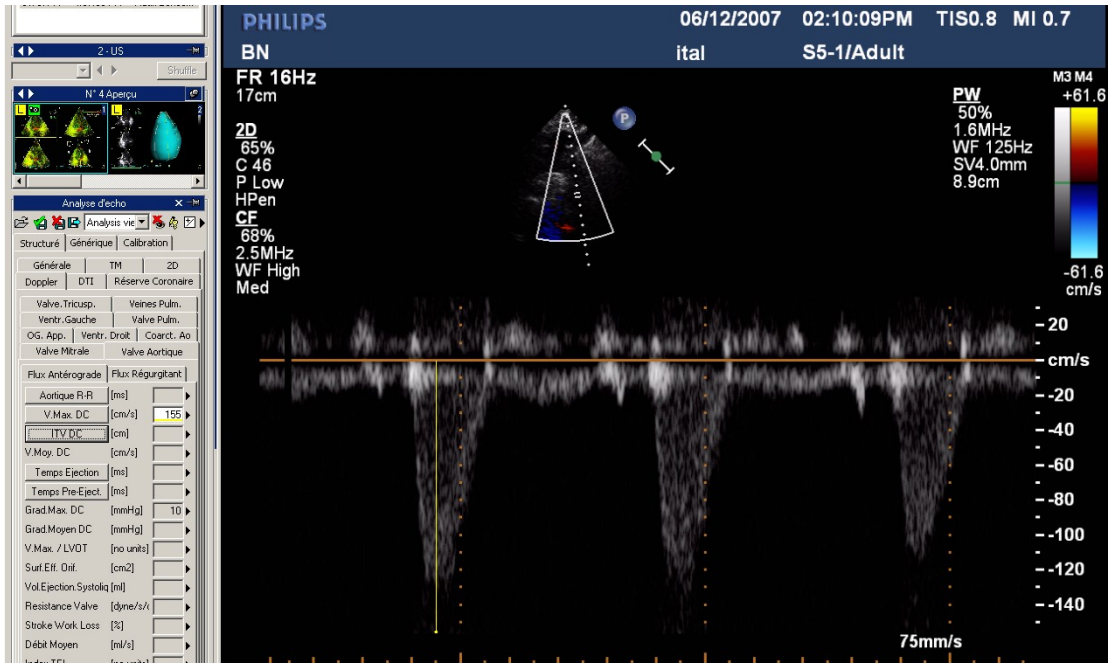 2 - US
Shuffle
N° 4 Aperçu
L
L
2
Analyse d'echo
Analysis vie
Structuré Générique Calibration
Générale TM 2D
Doppler DTI Réserve Coronaire
Valve.Tricusp. Veines Pulm.
Ventr.Gauche Valve Pulm.
OG. App. Ventr. Droit Coarct. Ao
Valve Mitrale Valve Aortique
Flux Antérograde Flux Régurgitant
Aortique R-R [ms]
V.Max. DC [cm/s] 155
ITV DC [cm]
V.Moy. DC [cm/s]
Temps Ejection [ms]
Temps Pre-Eject. [ms]
Grad.Max. DC [mmHg] 10
Grad.Moyen DC [mmHg]
V.Max. / LVOT [no units]
Surf.Eff. Orif. [cm2]
Vol.Ejection.Systoliq [ml]
Resistance Valve [dyne/s/
Stroke Work Loss [%]
Débit Moyen [ml/s]
PHILIPS 06/12/2007 02:10:09PM TIS0.8 MI 0.7
BN ital S5-1/Adult
FR 16Hz
17cm
2D
65%
C 46
P Low
HPen
CF
68%
2.5MHz
WF High
Med
P
PW
50%
1.6MHz
WF 125Hz
SV4.0mm
8.9cm
M3 M4
+61.6
-61.6
cm/s
20
cm/s
-20
-40
-60
-80
-100
-120
-140
75mm/s